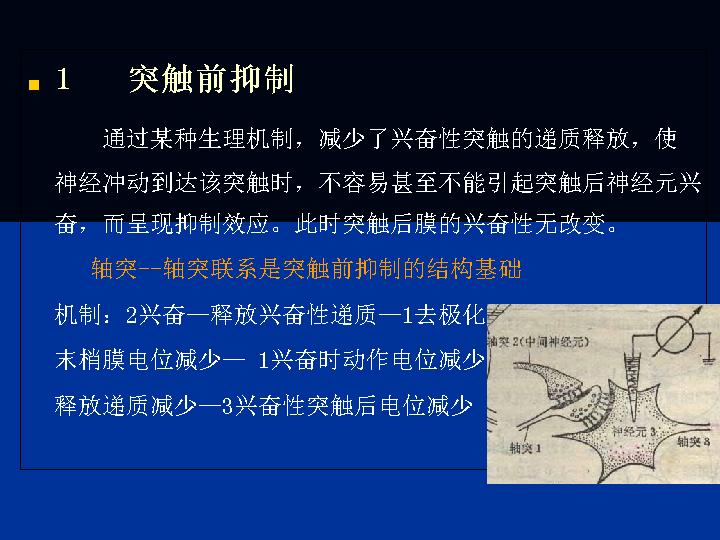 1 突触前抑制
通过某种生理机制，减少了兴奋性突触的递质释放，使
神经冲动到达该突触时，不容易甚至不能引起突触后神经元兴
奋，而呈现抑制效应。此时突触后膜的兴奋性无改变。
轴突--轴突联系是突触前抑制的结构基础
机制：2兴奋—释放兴奋性递质—1去极化
末梢膜电位减少— 1兴奋时动作电位减少
释放递质减少—3兴奋性突触后电位减少
轴突2(中间神经元)
神经元3
轴突1
轴突3